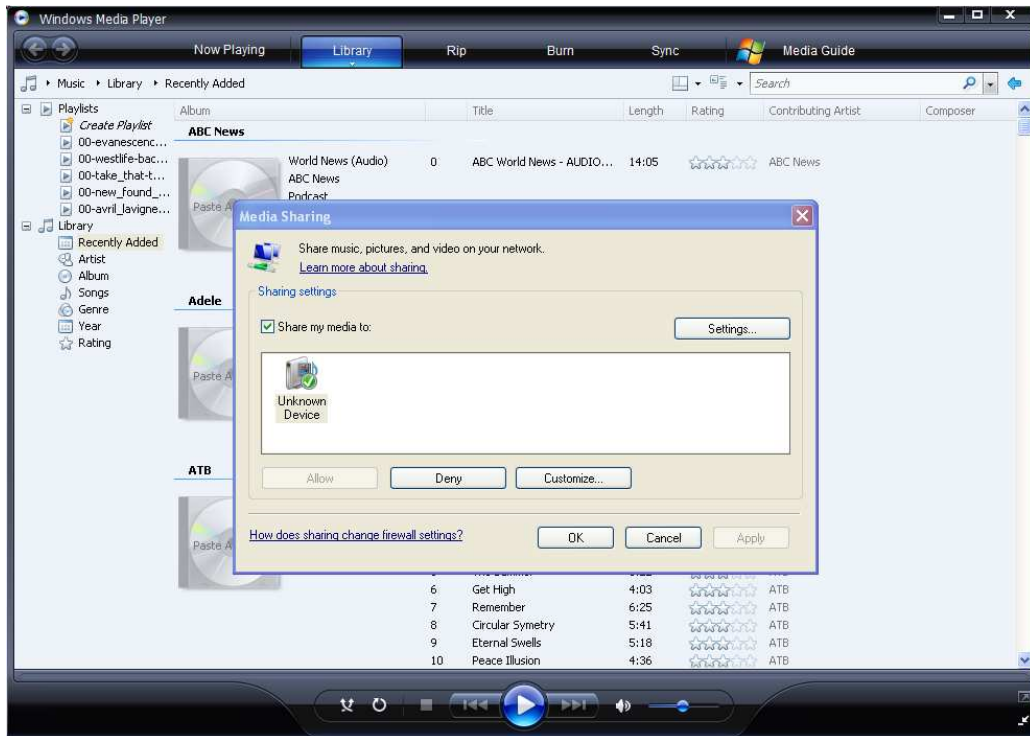 Windows Media Player
Now Playing Library Rip Burn Sync Media Guide
Music Library Recently Added Search
Playlists
Create Playlist
00-evanescenc...
00-westlife-bac...
00-take_that-t...
00-new_found_...
00-avril_lavigne...
Library
Recently Added
Artist
Album
Songs
Genre
Year
Rating
Album Title Length Rating Contributing Artist Composer
ABC News
World News (Audio) 0 ABC World News - AUDIO... 14:05 ABC News
ABC News
Podcast
Paste A
Adele
Paste A
ATB
Paste A
Media Sharing
Share music, pictures, and video on your network.
Learn more about sharing.
Sharing settings
Share my media to:
Settings...
Unknown
Device
Allow Deny Customize...
How does sharing change firewall settings?
OK Cancel Apply
6 Get High 4:03 ATB
7 Remember 6:25 ATB
8 Circular Symetry 5:41 ATB
9 Eternal Swells 5:18 ATB
10 Peace Illusion 4:36 ATB